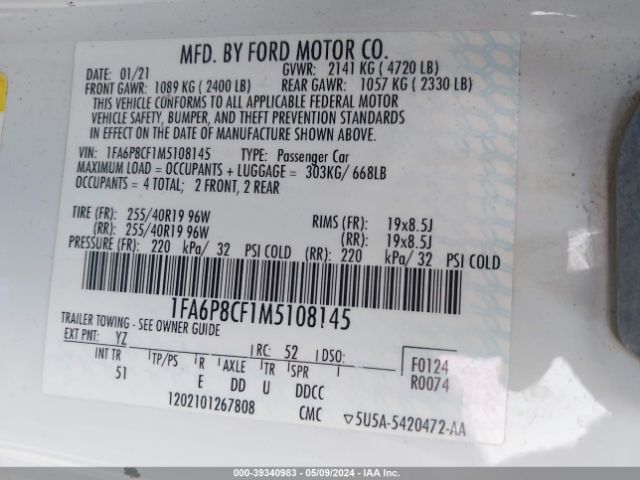 MFD. BY FORD MOTOR CO.
DATE: 01/21 GVWR: 2141 KG ( 4720 LB)
FRONT GAWR: 1089 KG ( 2400 LB) REAR GAWR: 1057 KG ( 2330 LB)
THIS VEHICLE CONFORMS TO ALL APPLICABLE FEDERAL MOTOR
VEHICLE SAFETY, BUMPER, AND THEFT PREVENTION STANDARDS
IN EFFECT ON THE DATE OF MANUFACTURE SHOWN ABOVE.
VIN: 1FA6P8CF1M5108145 TYPE: Passenger Car
MAXIMUM LOAD = OCCUPANTS + LUGGAGE = 303KG/ 668LB
OCCUPANTS = 4 TOTAL; 2 FRONT, 2 REAR
TIRE (FR): 255/40R19 96W RIMS (FR): 19x8.5J
(RR): 255/40R19 96W (RR): 19x8.5J
PRESSURE (FR): 220 kPa/ 32 PSI COLD (RR): 220 kPa/ 32 PSI COLD
1FA6P8CF1M5108145
TRAILER TOWING - SEE OWNER GUIDE
EXT PNT: YZ RC: 52 DSO: F0124
INT TR TP/PS R AXLE TR SPR R0074
51 E DD U DDCC
1202101267808 CMC 5U5A-5420472-AA
000-39340983 - 05/09/2024 - IAAI.COM